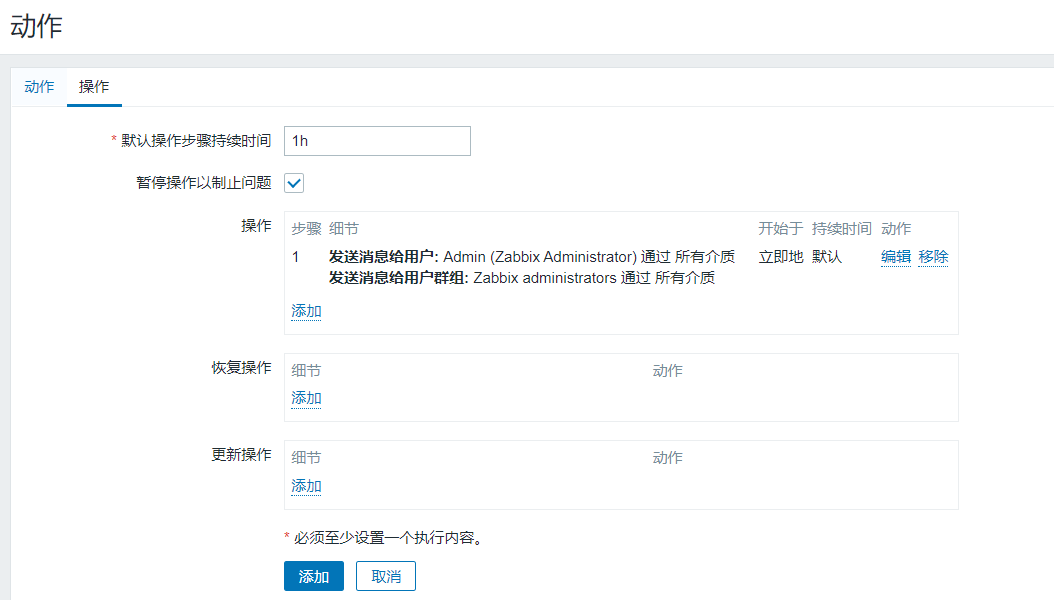 动作
动作 操作
* 默认操作步骤持续时间 1h
暂停操作以制止问题
操作 步骤 细节 开始于 持续时间 动作
1 发送消息给用户: Admin (Zabbix Administrator) 通过 所有介质 立即地 默认 编辑 移除
发送消息给用户群组: Zabbix administrators 通过 所有介质
添加
恢复操作 细节 动作
添加
更新操作 细节 动作
添加
* 必须至少设置一个执行内容。
添加 取消